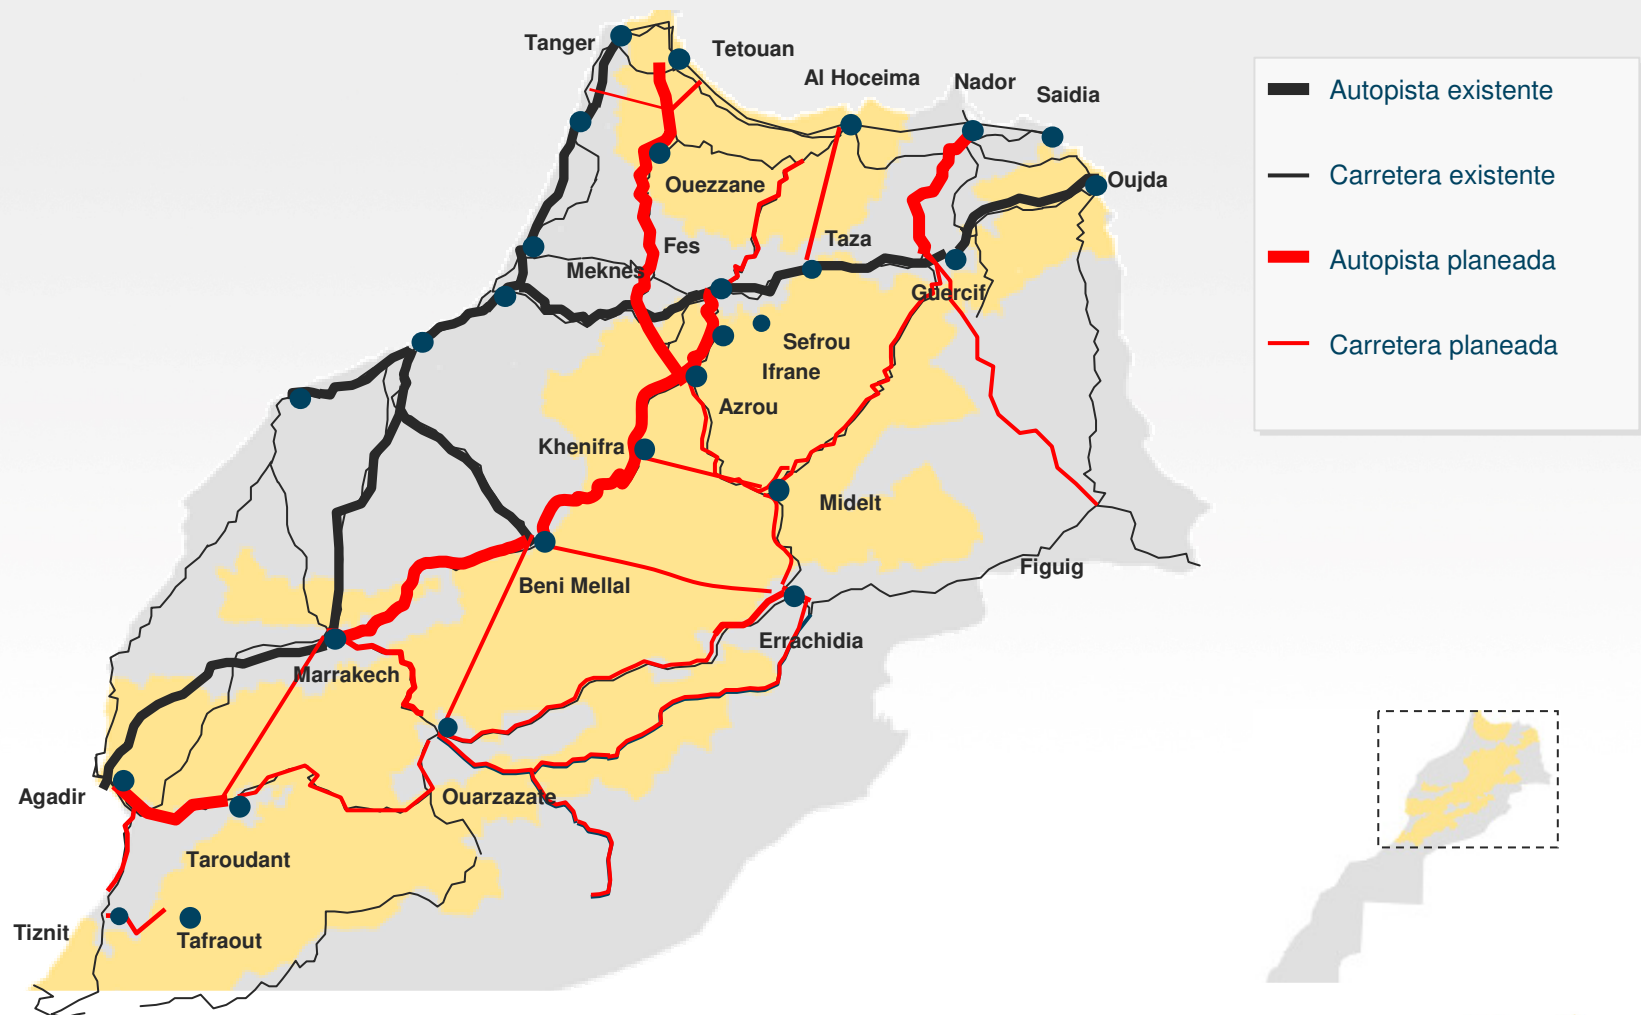 Tanger
Tetouan
Al Hoceima
Nador
Saidia
Autopista existente
Carretera existente
Autopista planeada
Carretera planeada
Ouezzane
Oujda
Fes
Taza
Meknes
Guercif
Sefrou
Ifrane
Azrou
Khenifra
Midelt
Figuig
Beni Mellal
Errachidia
Marrakech
Agadir
Ouarzazate
Taroudant
Tiznit
Tafraout